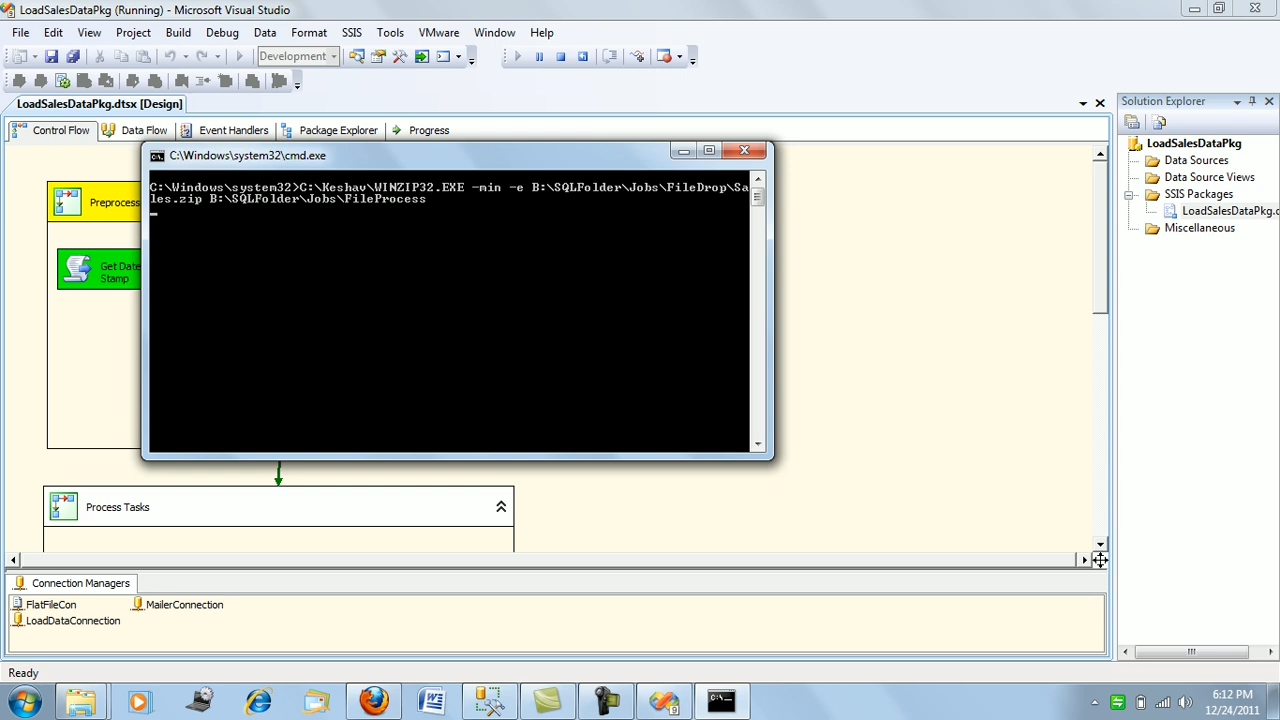 LoadSalesDataPkg (Running) - Microsoft Visual Studio
File Edit View Project Build Debug Data Format SSIS Tools VMware Window Help
Development
LoadSalesDataPkg.dtsx [Design]
Control Flow Data Flow Event Handlers Package Explorer Progress
Preprocess
Get Date
Stamp
C:\Windows\system32\cmd.exe
C:\Windows\system32>C:\Keshav\WINZIP32.EXE -min -e B:\SQLFolder\Jobs\FileDrop\Sa
les.zip B:\SQLFolder\Jobs\FileProcess
Process Tasks
Solution Explorer
LoadSalesDataPkg
Data Sources
Data Source Views
SSIS Packages
LoadSalesDataPkg.d
Miscellaneous
Connection Managers
FlatFileCon MailerConnection
LoadDataConnection
Ready
6:12 PM
12/24/2011